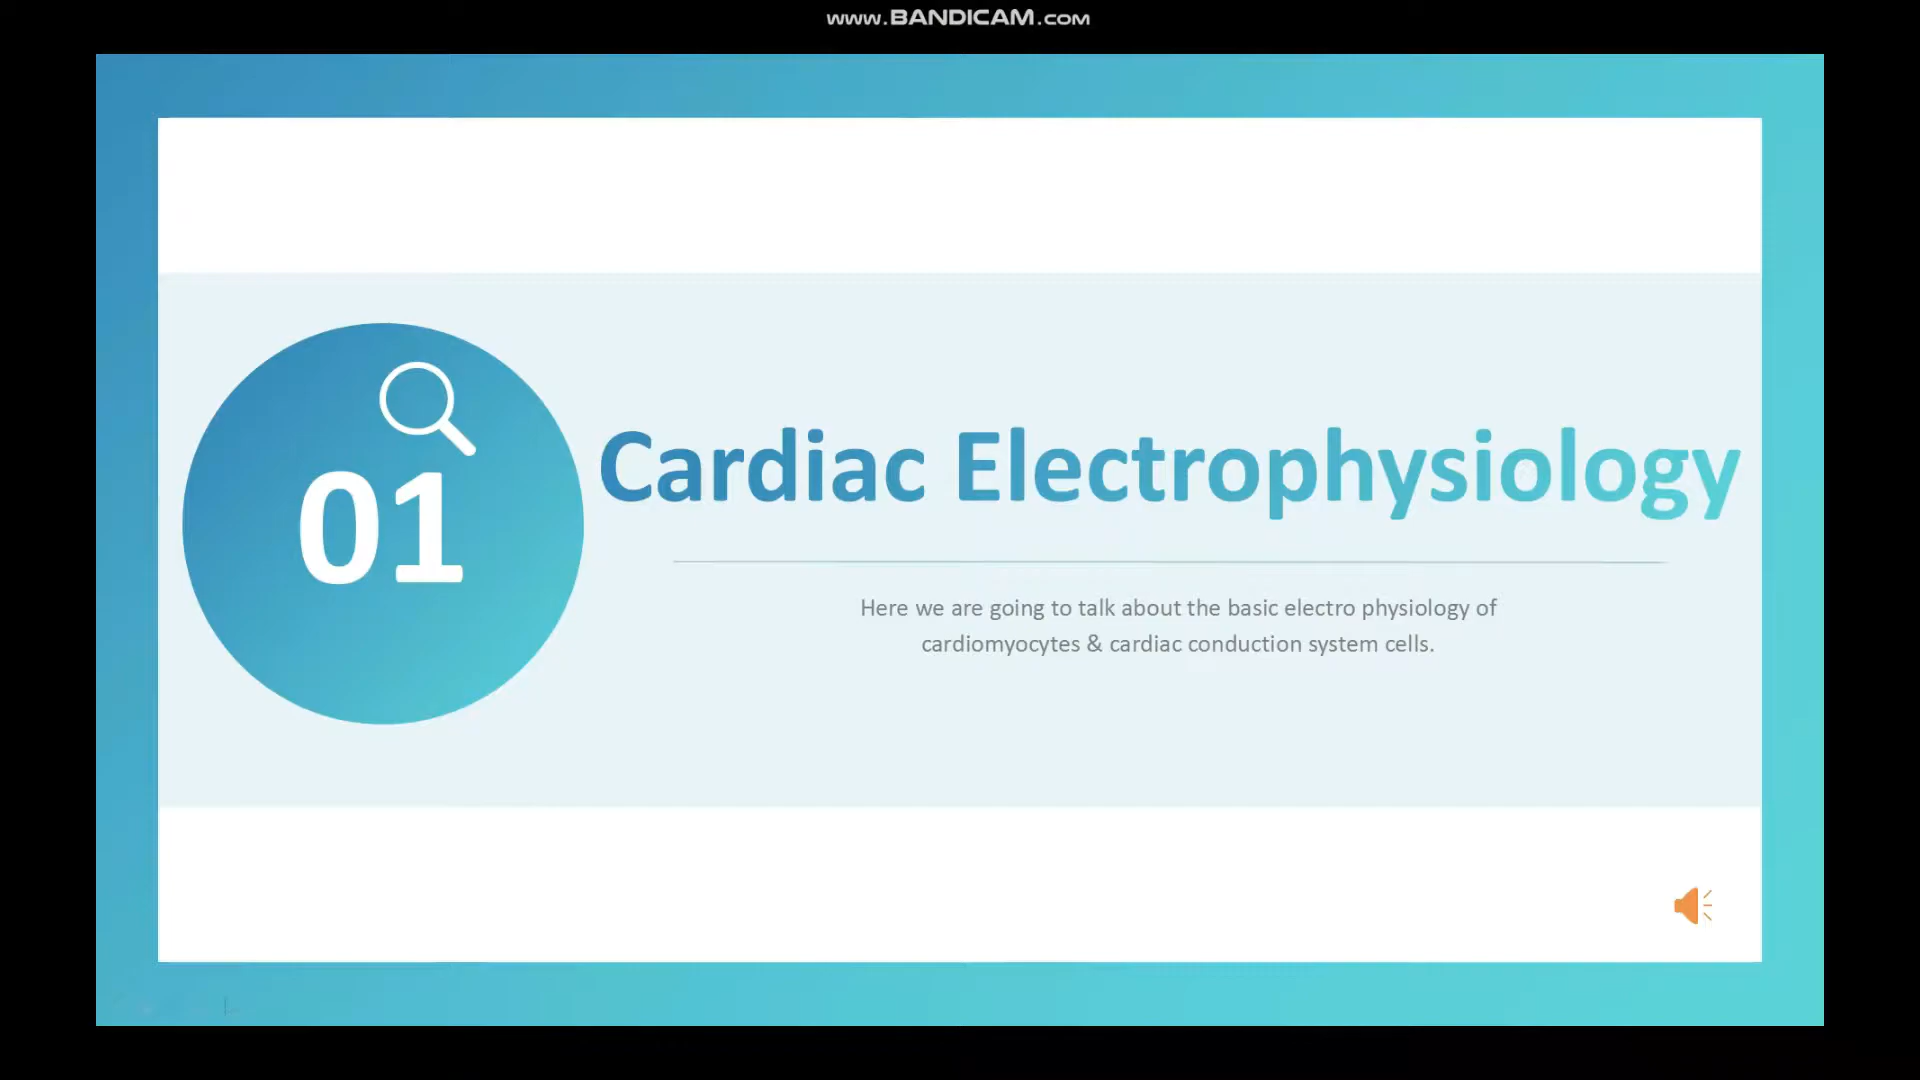 www.BANDICAM.com
01
Cardiac Electrophysiology
Here we are going to talk about the basic electro physiology of
cardiomyocytes & cardiac conduction system cells.